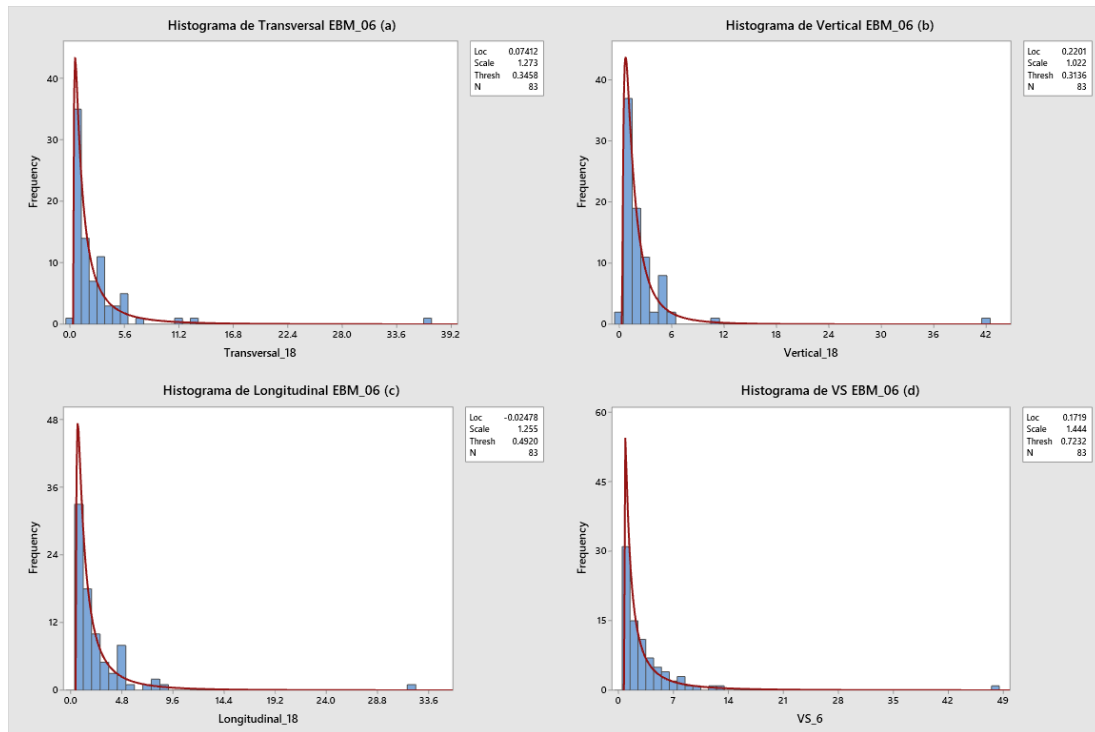 Histograma de Transversal EBM_06 (a)
Loc 0.07412
Scale 1.273
Thresh 0.3458
N 83
Frequency
40
30
20
10
0
0.0 5.6 11.2 16.8 22.4 28.0 33.6 39.2
Transversal_18
Histograma de Vertical EBM_06 (b)
Loc 0.2201
Scale 1.022
Thresh 0.3136
N 83
Frequency
40
30
20
10
0
0 6 12 18 24 30 36 42
Vertical_18
Histograma de Longitudinal EBM_06 (c)
Loc -0.02478
Scale 1.255
Thresh 0.4920
N 83
Frequency
48
36
24
12
0
0.0 4.8 9.6 14.4 19.2 24.0 28.8 33.6
Longitudinal_18
Histograma de VS EBM_06 (d)
Loc 0.1719
Scale 1.444
Thresh 0.7232
N 83
Frequency
60
45
30
15
0
0 7 14 21 28 35 42 49
VS_6